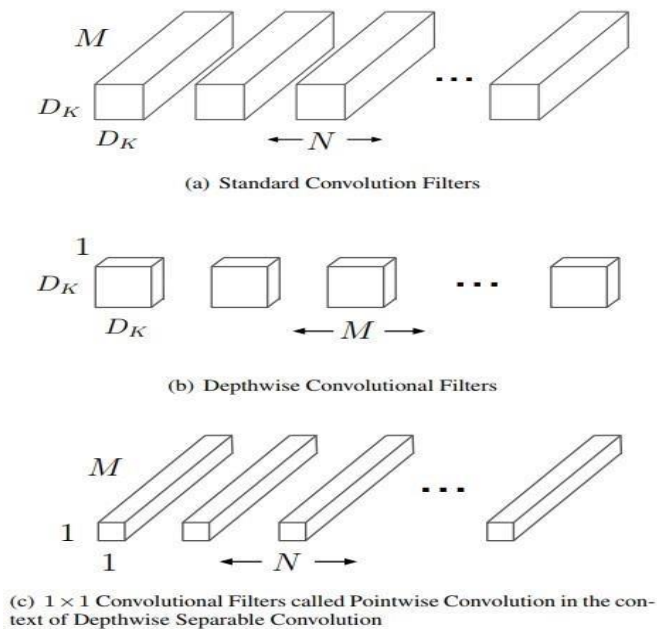 M
D_K
D_K
N
(a) Standard Convolution Filters
1
D_K
D_K
M
(b) Depthwise Convolutional Filters
M
1
1
N
(c) 1 × 1 Convolutional Filters called Pointwise Convolution in the con-
text of Depthwise Separable Convolution